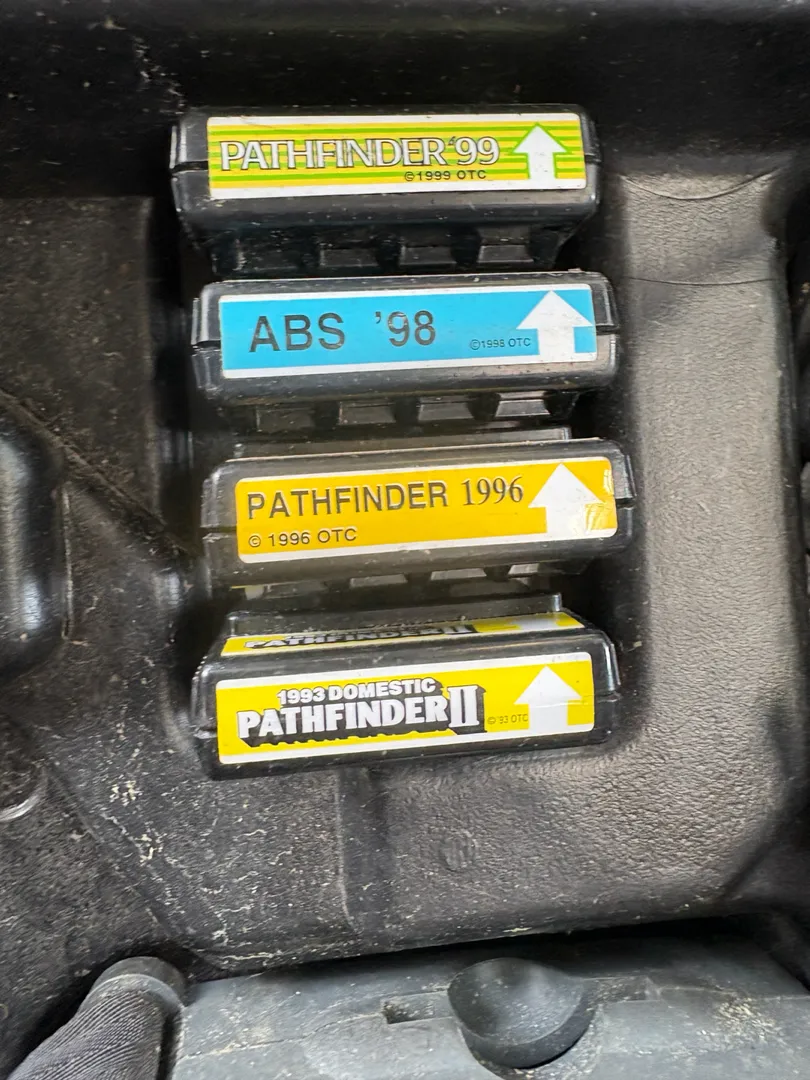 PATHFINDER '99
©1999 OTC
ABS '98
©1998 OTC
PATHFINDER 1996
© 1996 OTC
PATHFINDER II
1993 DOMESTIC
PATHFINDER II
©'93 OTC